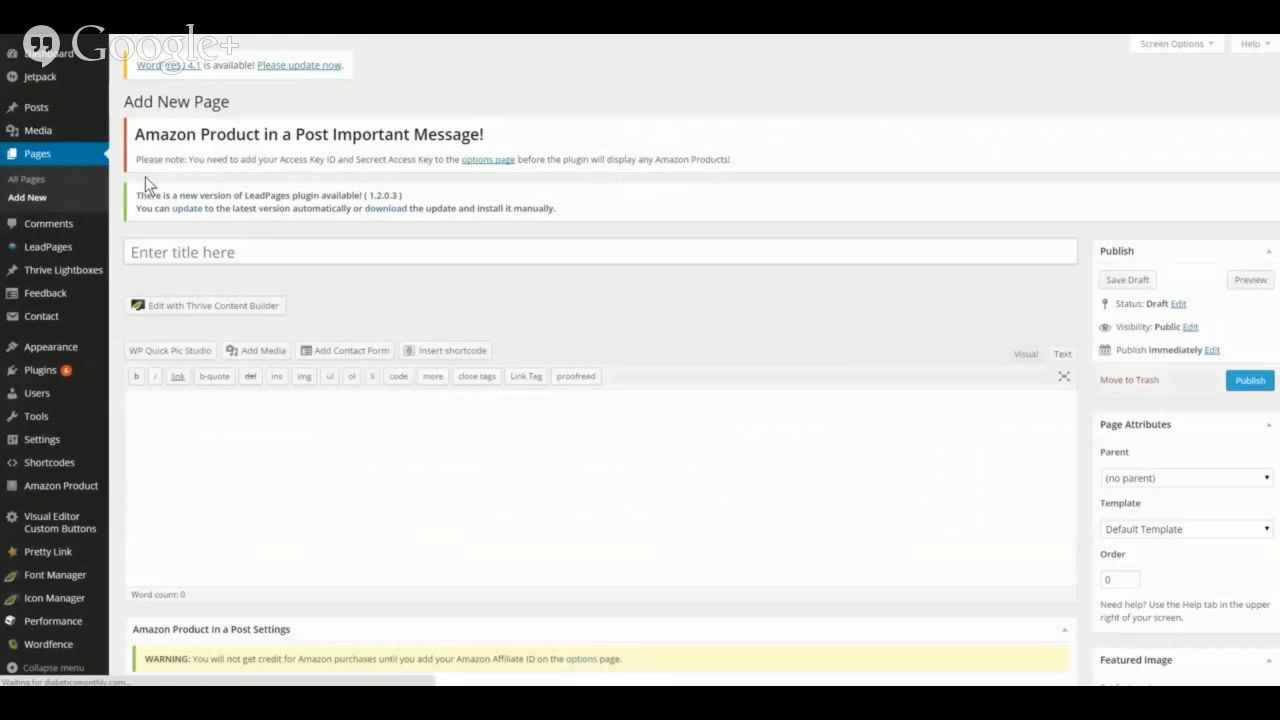 Google+
Dashboard
Screen Options
Help
Jetpack
4.1 is available! Please update now.
Add New Page
Posts
Media
Pages
All Pages
Add New
Amazon Product in a Post Important Message!
Please note: You need to add your Access Key ID and Secrect Access Key to the options page before the plugin will display any Amazon Products!
There is a new version of LeadPages plugin available! ( 1.2.0.3 )
You can update to the latest version automatically or download the update and install it manually.
Comments
LeadPages
Thrive Lightboxes
Feedback
Contact
Appearance
Plugins 6
Users
Tools
Settings
Shortcodes
Amazon Product
Visual Editor
Custom Buttons
Pretty Link
Font Manager
Icon Manager
Performance
Wordfence
Collapse menu
Enter title here
Edit with Thrive Content Builder
WP Quick Pic Studio Add Media Add Contact Form Insert shortcode
Visual Text
b i link b-quote del ins img ul ol li code more close tags Link Tag proofread
Word count: 0
Amazon Product in a Post Settings
WARNING: You will not get credit for Amazon purchases until you add your Amazon Affiliate ID on the options page.
Publish
Save Draft Preview
Status: Draft Edit
Visibility: Public Edit
Publish immediately Edit
Move to Trash Publish
Page Attributes
Parent
(no parent)
Template
Default Template
Order
0
Need help? Use the Help tab in the upper
right of your screen.
Featured Image
Waiting for diabeticsmonthly.com...